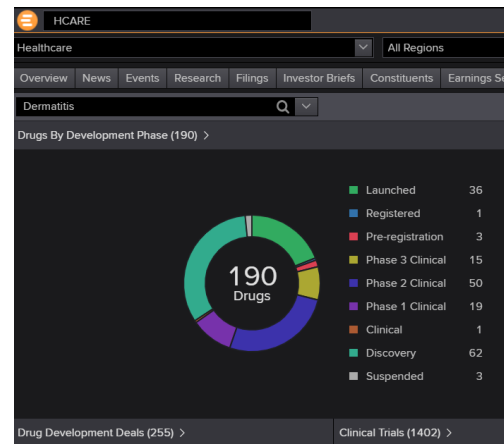 HCARE
Healthcare All Regions
Overview News Events Research Filings Investor Briefs Constituents Earnings
Dermatitis
Drugs By Development Phase (190) >
Launched 36
Registered 1
Pre-registration 3
Phase 3 Clinical 15
Phase 2 Clinical 50
Phase 1 Clinical 19
Clinical 1
Discovery 62
Suspended 3
190
Drugs
Drug Development Deals (255) > Clinical Trials (1402) >